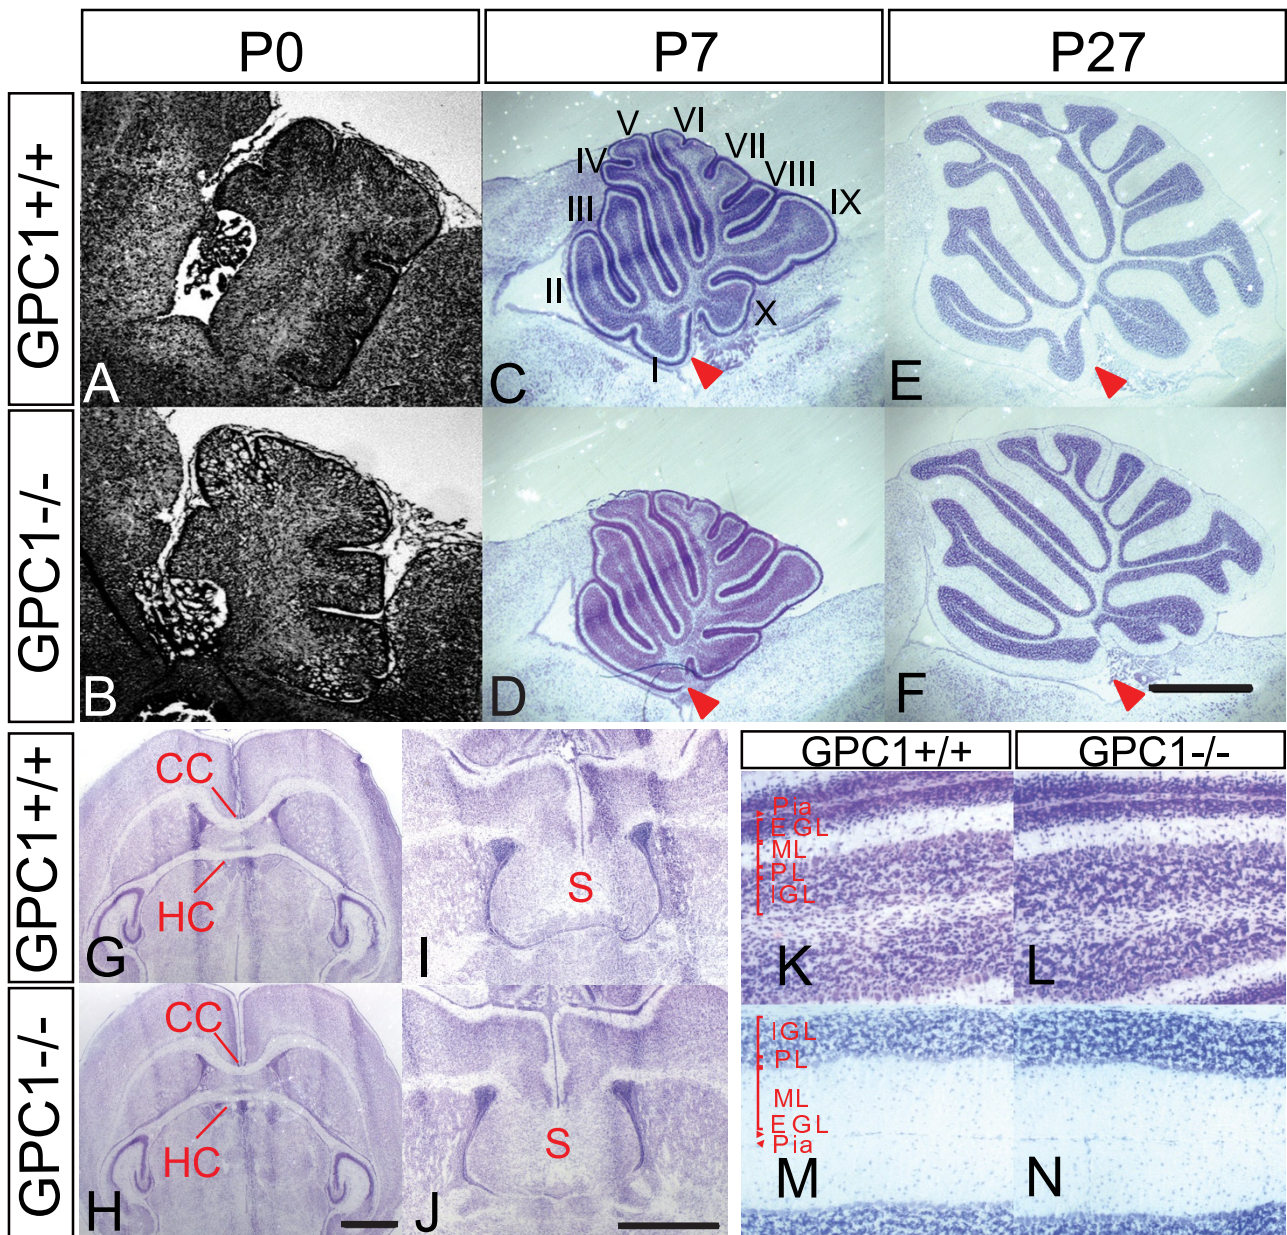 P0 P7 P27
GPC1+/+
A
V VI
IV VII
VIII
III IX
II
X
I
C
E
GPC1-/-
B
D
F
GPC1+/+
CC
HC
G
S
I
GPC1-/-
CC
HC
H
S
J
GPC1+/+ GPC1-/-
Pia
EGL
ML
PL
IGL
K L
IGL
PL
ML
EGL
Pia
M N